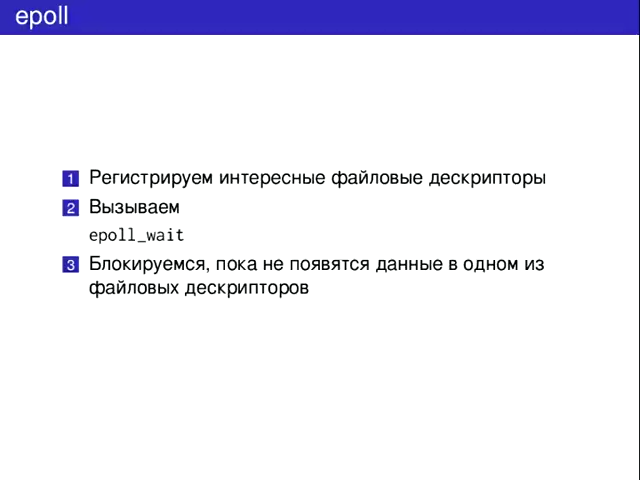 epoll
1 Регистрируем интересные файловые дескрипторы
2 Вызываем
epoll_wait
3 Блокируемся, пока не появятся данные в одном из
файловых дескрипторов